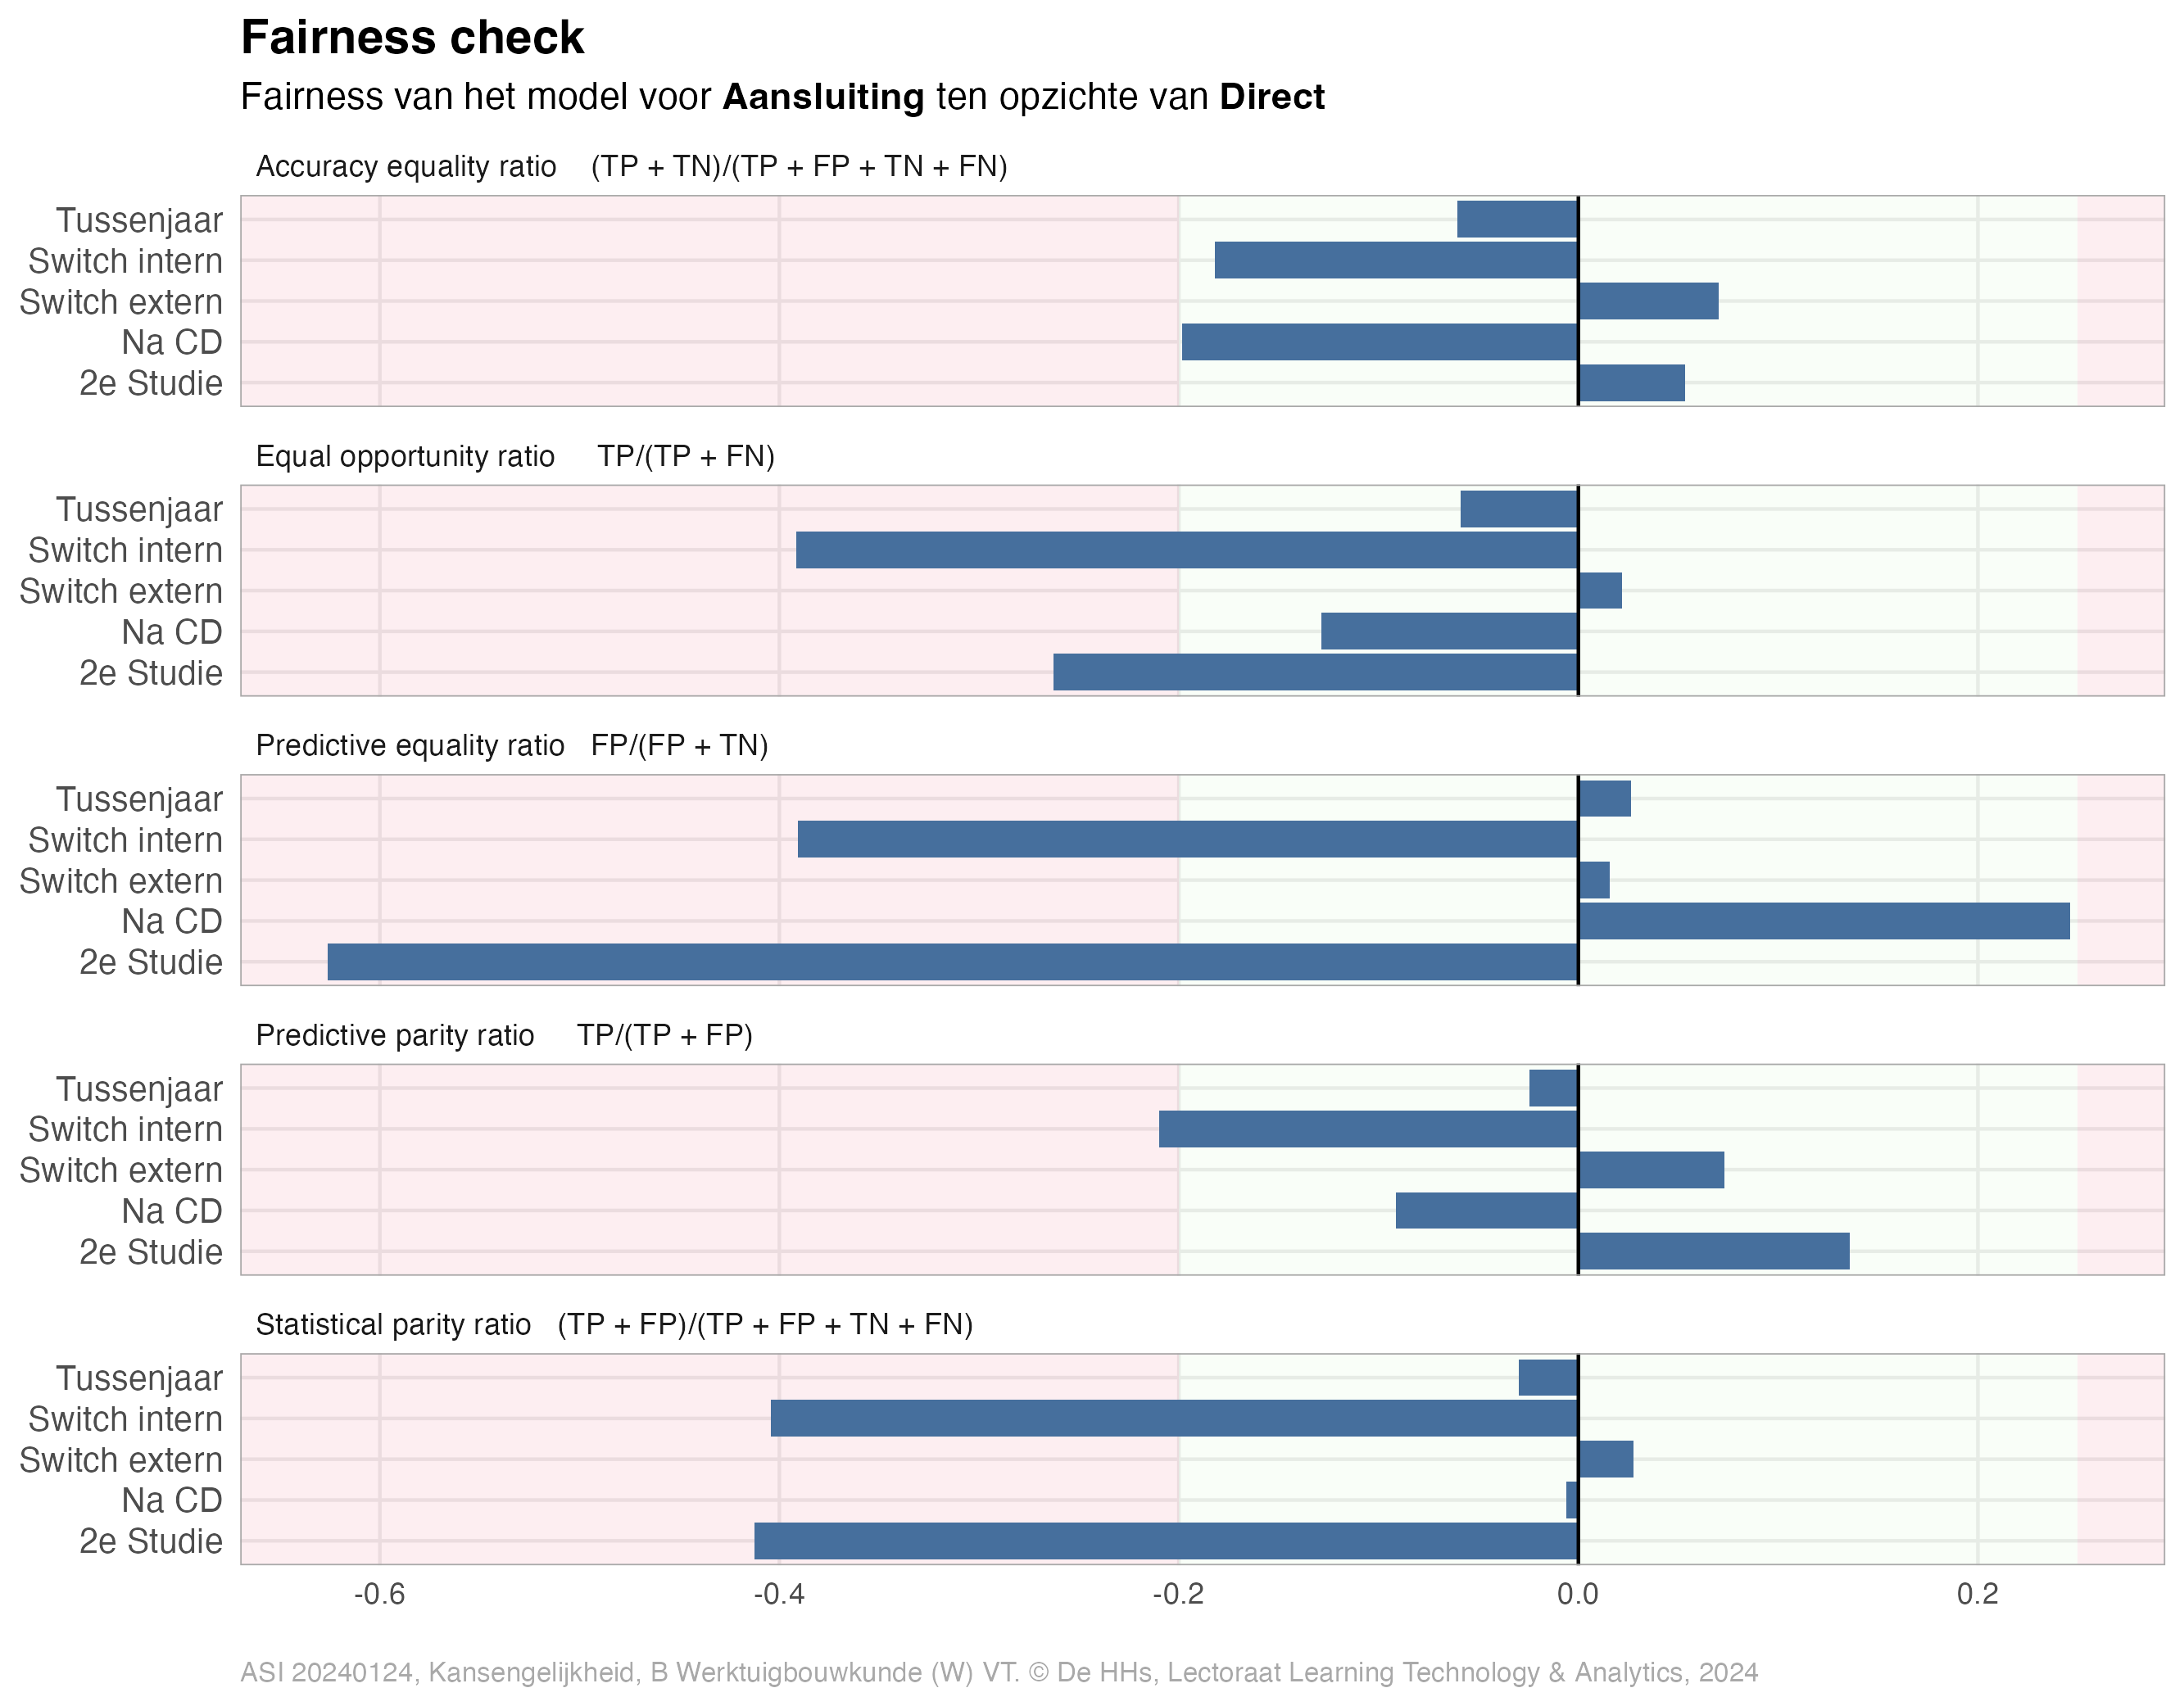 Fairness check
Fairness van het model voor Aansluiting ten opzichte van Direct
Accuracy equality ratio (TP + TN)/(TP + FP + TN + FN)
Tussenjaar
Switch intern
Switch extern
Na CD
2e Studie
Equal opportunity ratio TP/(TP + FN)
Tussenjaar
Switch intern
Switch extern
Na CD
2e Studie
Predictive equality ratio FP/(FP + TN)
Tussenjaar
Switch intern
Switch extern
Na CD
2e Studie
Predictive parity ratio TP/(TP + FP)
Tussenjaar
Switch intern
Switch extern
Na CD
2e Studie
Statistical parity ratio (TP + FP)/(TP + FP + TN + FN)
Tussenjaar
Switch intern
Switch extern
Na CD
2e Studie
-0.6 -0.4 -0.2 0.0 0.2
ASI 20240124, Kansengelijkheid, B Werktuigbouwkunde (W) VT. © De HHs, Lectoraat Learning Technology & Analytics, 2024